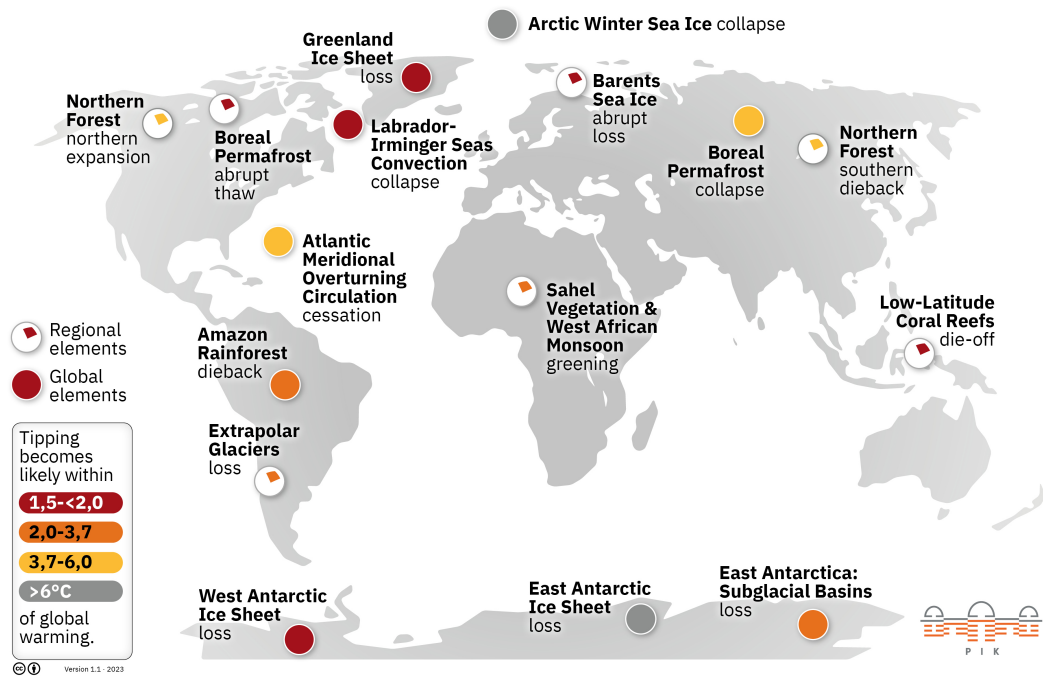 Arctic Winter Sea Ice collapse
Greenland
Ice Sheet
loss
Barents
Sea Ice
abrupt
loss
Northern
Forest
northern
expansion
Boreal
Permafrost
abrupt
thaw
Labrador-
Irminger Seas
Convection
collapse
Boreal
Permafrost
collapse
Northern
Forest
southern
dieback
Atlantic
Meridional
Overturning
Circulation
cessation
Sahel
Vegetation &
West African
Monsoon
greening
Low-Latitude
Coral Reefs
die-off
Regional
elements
Global
elements
Amazon
Rainforest
dieback
Extrapolar
Glaciers
loss
Tipping
becomes
likely within
1,5-<2,0
2,0-3,7
3,7-6,0
>6°C
of global
warming.
West Antarctic
Ice Sheet
loss
East Antarctic
Ice Sheet
loss
East Antarctica:
Subglacial Basins
loss
P I K
cc
Version 1.1 · 2023